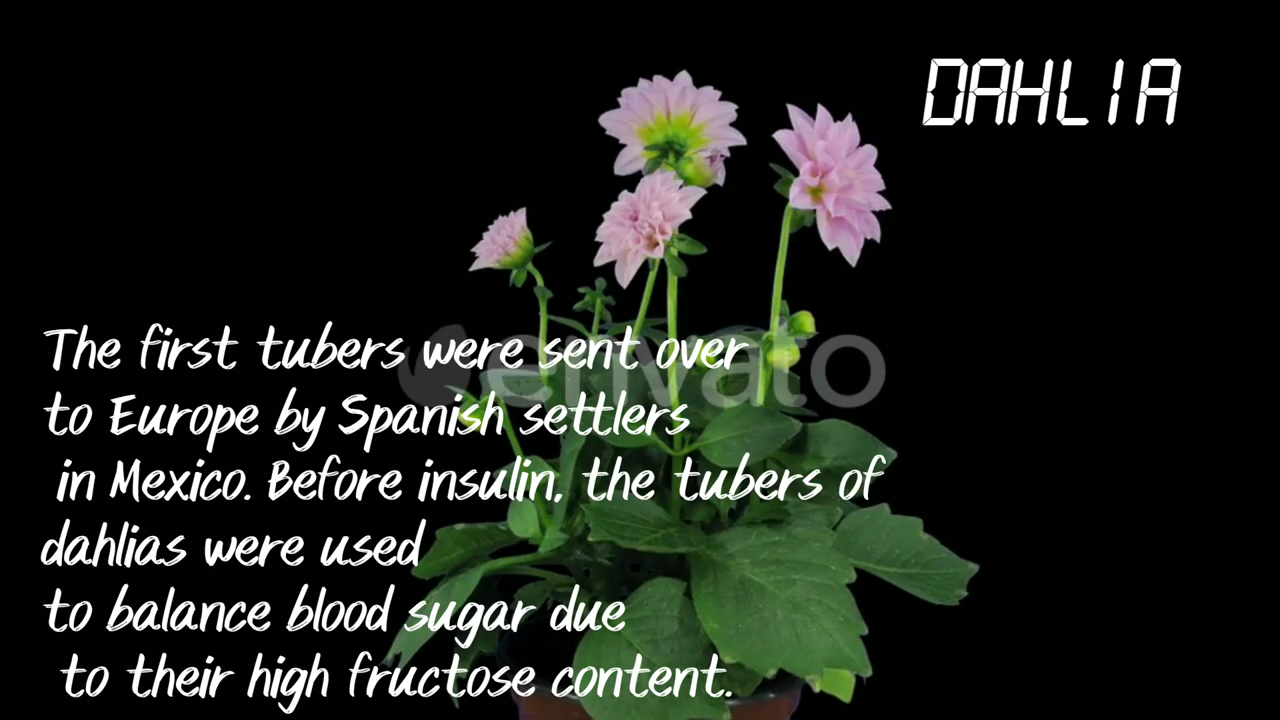 DAHLIA
The first tubers were sent over
to Europe by Spanish settlers
in Mexico. Before insulin, the tubers of
dahlias were used
to balance blood sugar due
to their high fructose content.
envato